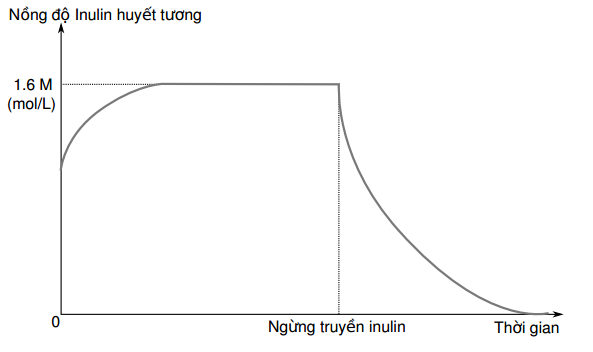 Nồng độ Inulin huyết tương
1.6 M
(mol/L)
0
Ngừng truyền inulin
Thời gian